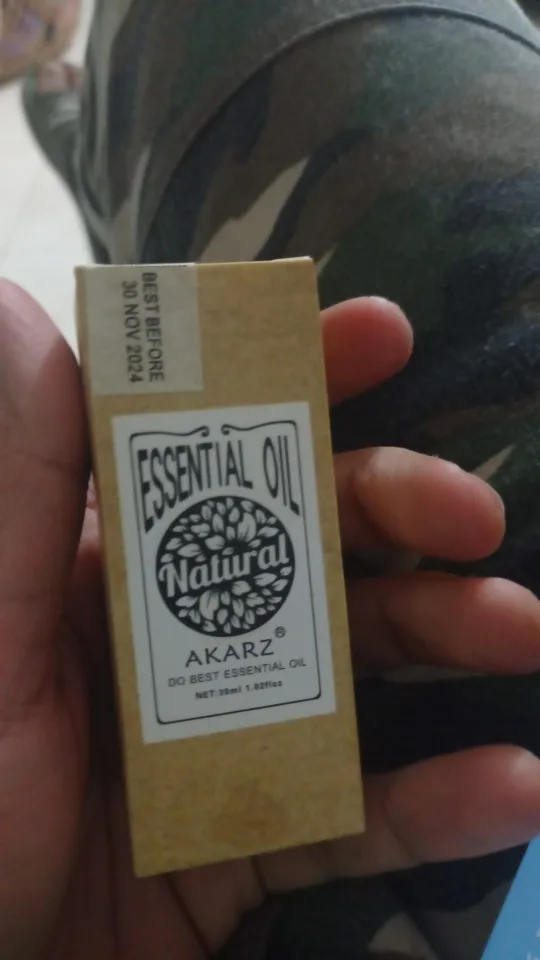 BEST BEFORE
30 NOV 2024
ESSENTIAL OIL
Natural
AKARZ®
DO BEST ESSENTIAL OIL
NET:30ml 1.02floz